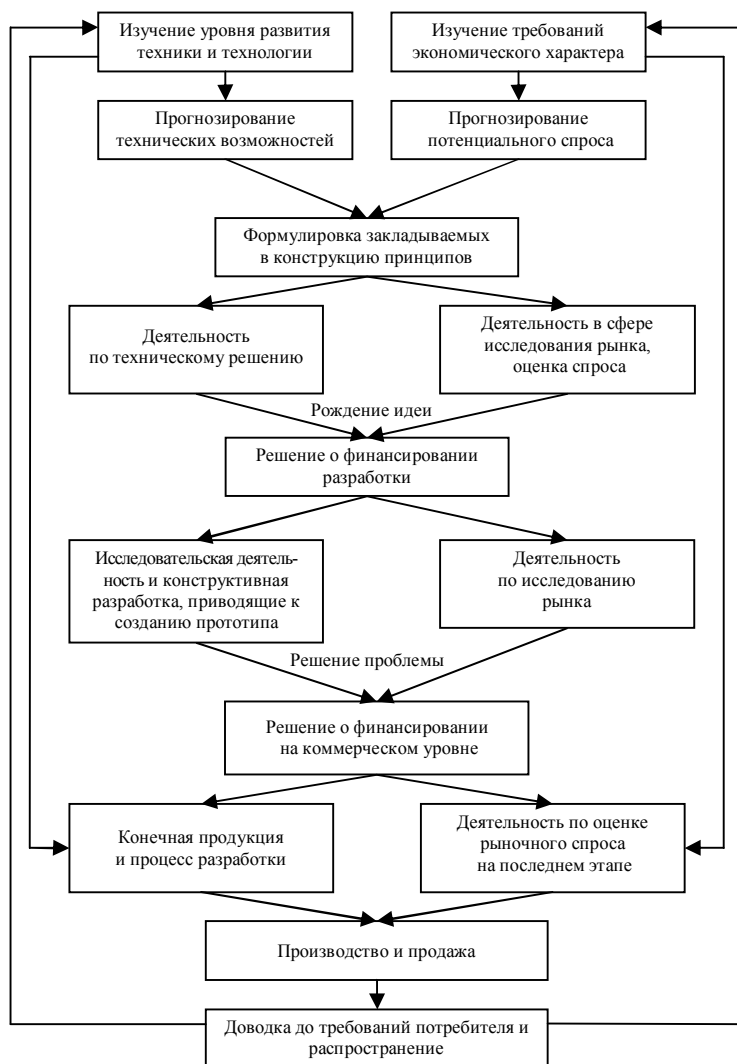 Изучение уровня развития
техники и технологии
Изучение требований
экономического характера
Прогнозирование
технических возможностей
Прогнозирование
потенциального спроса
Формулировка закладываемых
в конструкцию принципов
Деятельность
по техническому решению
Деятельность в сфере
исследования рынка,
оценка спроса
Рождение идеи
Решение о финансировании
разработки
Исследовательская деятель-
ность и конструктивная
разработка, приводящие к
созданию прототипа
Деятельность
по исследованию
рынка
Решение проблемы
Решение о финансировании
на коммерческом уровне
Конечная продукция
и процесс разработки
Деятельность по оценке
рыночного спроса
на последнем этапе
Производство и продажа
Доводка до требований потребителя и
распространение